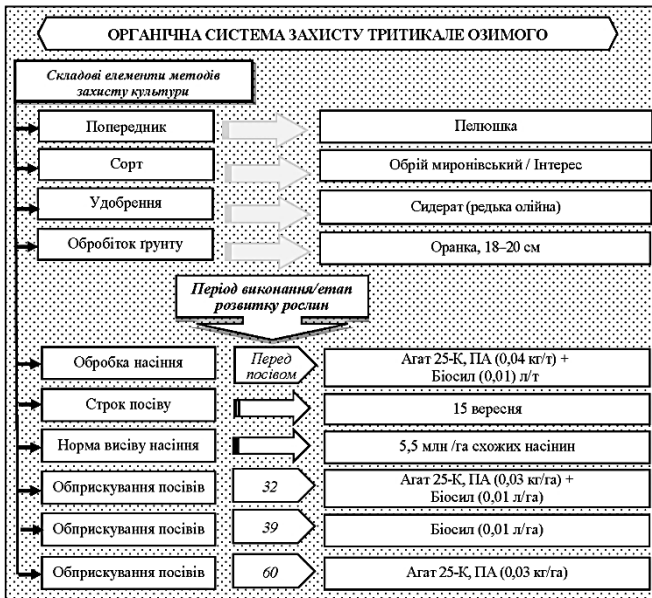 ОРГАНІЧНА СИСТЕМА ЗАХИСТУ ТРИТИКАЛЕ ОЗИМОГО
Складові елементи методів
захисту культури
Попередник
Пелюшка
Сорт
Обрій миронівський / Інтерес
Удобрення
Сидерат (редька олійна)
Обробіток ґрунту
Оранка, 18–20 см
Період виконання/етап
розвитку рослин
Обробка насіння
Перед
посівом
Агат 25-К, ПА (0,04 кг/т) +
Біосил (0,01) л/т
Строк посіву
15 вересня
Норма висіву насіння
5,5 млн /га схожих насінин
Обприскування посівів
32
Агат 25-К, ПА (0,03 кг/га) +
Біосил (0,01 л/га)
Обприскування посівів
39
Біосил (0,01 л/га)
Обприскування посівів
60
Агат 25-К, ПА (0,03 кг/га)